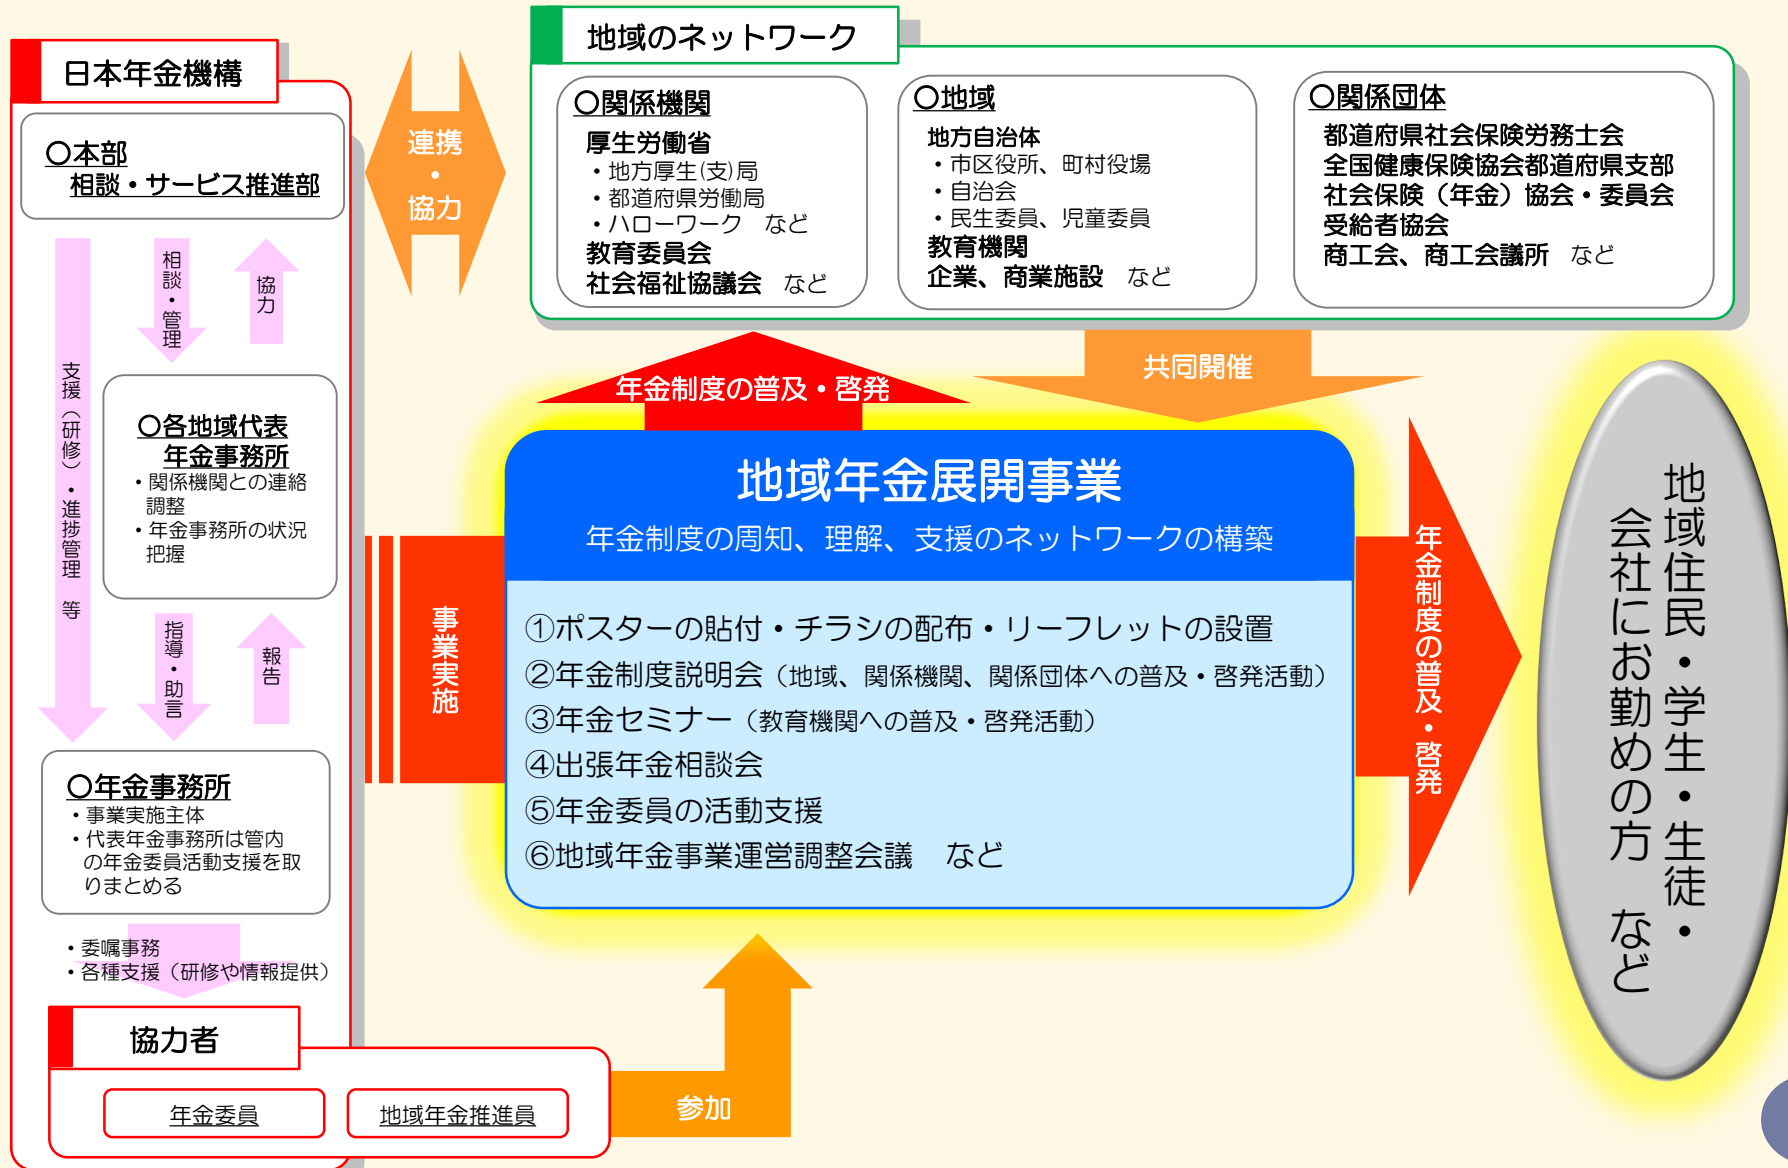 日本年金機構
〇本部
相談・サービス推進部
支援（研修）・進捗管理　等
相談・管理
協力
〇各地域代表
年金事務所
・関係機関との連絡
調整
・年金事務所の状況
把握
指導・助言
報告
〇年金事務所
・事業実施主体
・代表年金事務所は管内
の年金委員活動支援を取
りまとめる
・委嘱事務
・各種支援（研修や情報提供）
協力者
年金委員
地域年金推進員
連携
・
協力
地域のネットワーク
〇関係機関
厚生労働省
・地方厚生(支)局
・都道府県労働局
・ハローワーク　など
教育委員会
社会福祉協議会　など
〇地域
地方自治体
・市区役所、町村役場
・自治会
・民生委員、児童委員
教育機関
企業、商業施設　など
〇関係団体
都道府県社会保険労務士会
全国健康保険協会都道府県支部
社会保険（年金）協会・委員会
受給者協会
商工会、商工会議所　など
年金制度の普及・啓発
共同開催
事業実施
地域年金展開事業
年金制度の周知、理解、支援のネットワークの構築
①ポスターの貼付・チラシの配布・リーフレットの設置
②年金制度説明会（地域、関係機関、関係団体への普及・啓発活動）
③年金セミナー（教育機関への普及・啓発活動）
④出張年金相談会
⑤年金委員の活動支援
⑥地域年金事業運営調整会議　など
参加
年金制度の普及・啓発
地域住民・学生・生徒・
会社にお勤めの方　など